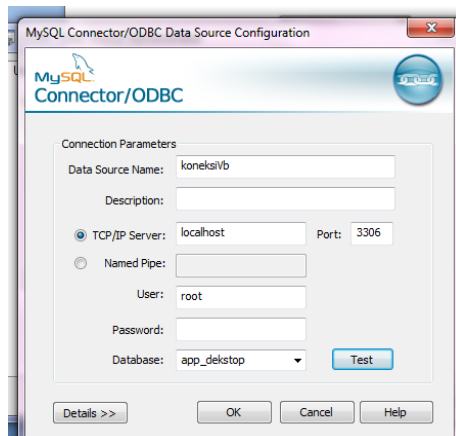 MySQL Connector/ODBC Data Source Configuration
MySQL
Connector/ODBC
Connection Parameters
Data Source Name: koneksiVb
Description:
TCP/IP Server: localhost Port: 3306
Named Pipe:
User: root
Password:
Database: app_dekstop Test
Details >> OK Cancel Help